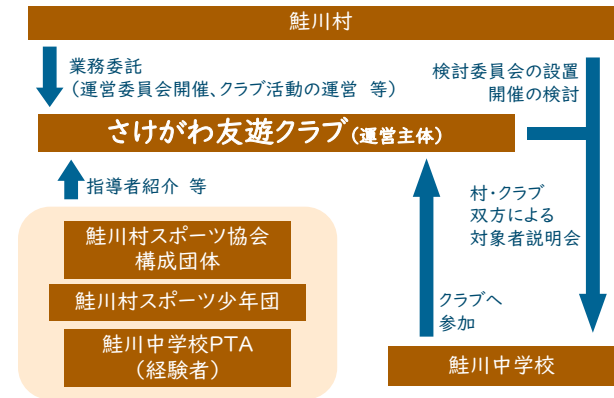 鮭川村
業務委託
（運営委員会開催、クラブ活動の運営 等）
検討委員会の設置
開催の検討
さけがわ友遊クラブ（運営主体）
指導者紹介 等
村・クラブ
双方による
対象者説明会
鮭川村スポーツ協会
構成団体
鮭川村スポーツ少年団
鮭川中学校PTA
（経験者）
クラブへ
参加
鮭川中学校